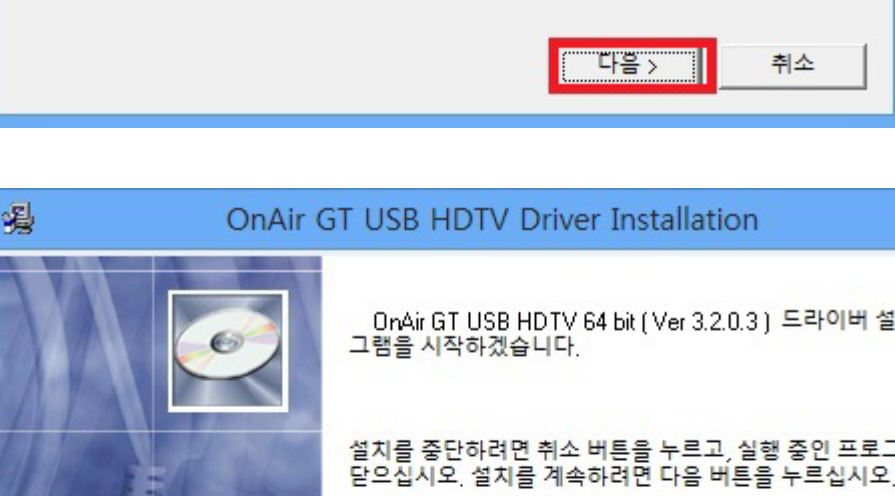 다음 >
취소
OnAir GT USB HDTV Driver Installation
OnAir GT USB HDTV 64 bit ( Ver 3.2.0.3 ) 드라이버 설
그램을 시작하겠습니다.
설치를 중단하려면 취소 버튼을 누르고, 실행 중인 프로그
닫으십시오. 설치를 계속하려면 다음 버튼을 누르십시오.